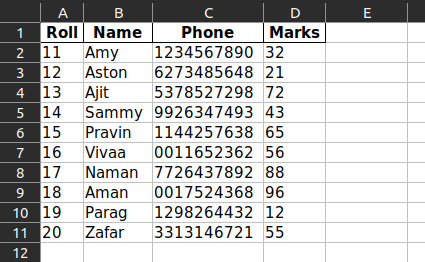 A B C D E
1 Roll Name Phone Marks
2 11 Amy 1234567890 32
3 12 Aston 6273485648 21
4 13 Ajit 5378527298 72
5 14 Sammy 9926347493 43
6 15 Pravin 1144257638 65
7 16 Vivaa 0011652362 56
8 17 Naman 7726437892 88
9 18 Aman 0017524368 96
10 19 Parag 1298264432 12
11 20 Zafar 3313146721 55
12